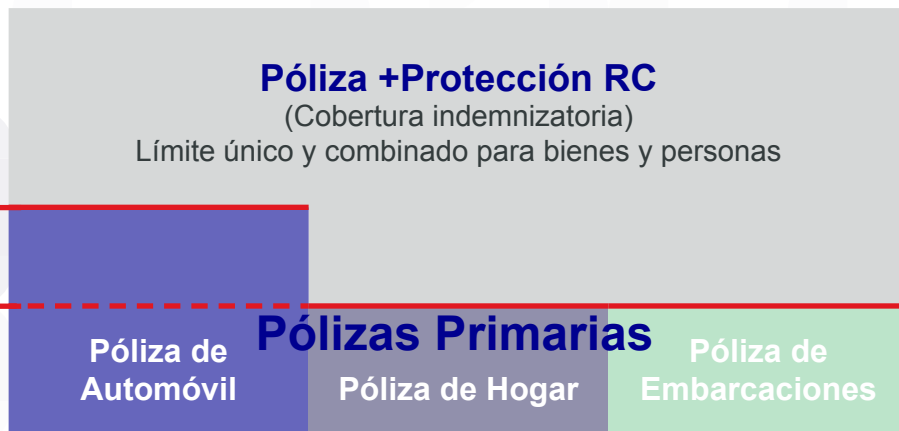 Póliza +Protección RC
(Cobertura indemnizatoria)
Límite único y combinado para bienes y personas
Pólizas Primarias
Póliza de
Automóvil
Póliza de Hogar
Póliza de
Embarcaciones